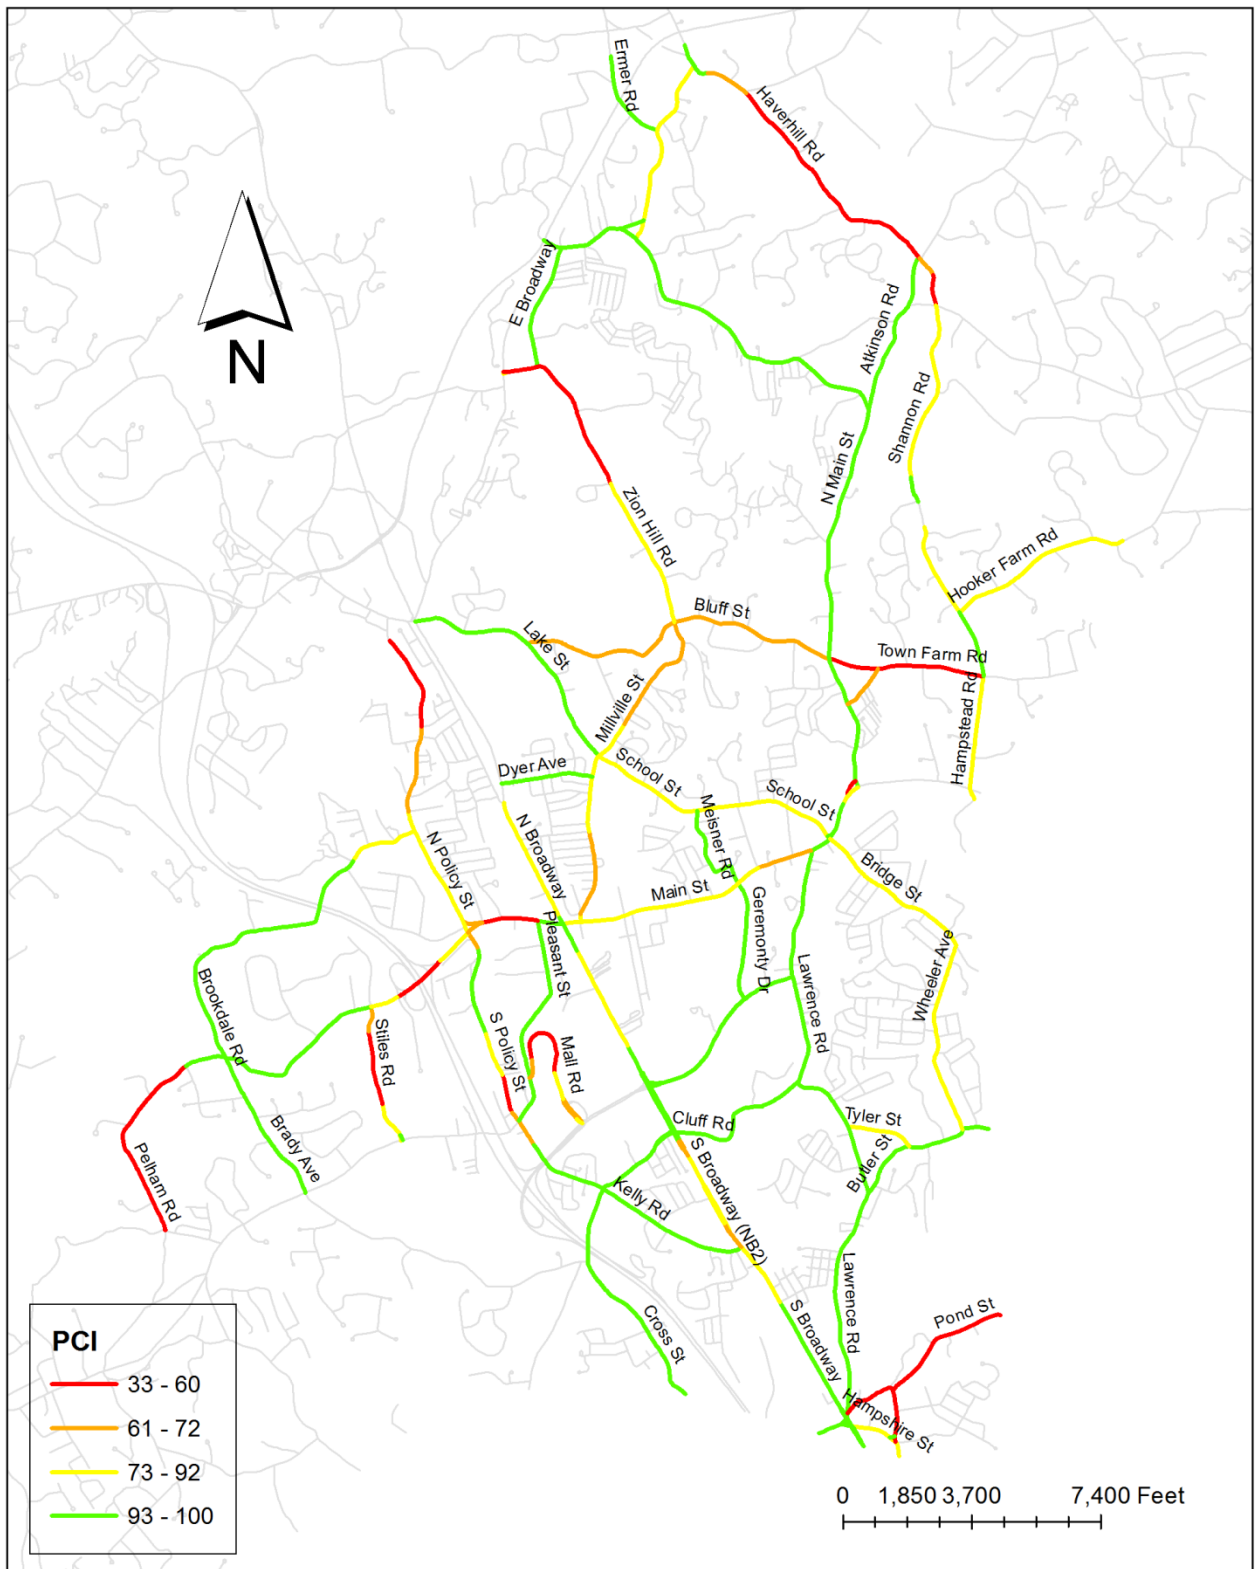 Ermer Rd
Haverhill Rd
E Broadway
Atkinson Rd
N
Shannon Rd
N Main St
Zion Hill Rd
Hooker Farm Rd
Bluff St
Lake St
Town Farm Rd
Millville St
Hampstead Rd
Dyer Ave
School St
School St
Meisner Rd
N Broadway
N Policy St
Bridge St
Main St
Geremonty Dr
Pleasant St
Wheeler Ave
Lawrence Rd
Brookdale Rd
Stiles Rd
S Policy St
Mall Rd
Cluff Rd
Tyler St
Brady Ave
Butler St
Pelham Rd
S Broadway (NB2)
Kelly Rd
Lawrence Rd
Cross St
S Broadway
Pond St
Hampshire St
PCI
33 - 60
61 - 72
73 - 92
93 - 100
0 1,850 3,700 7,400 Feet